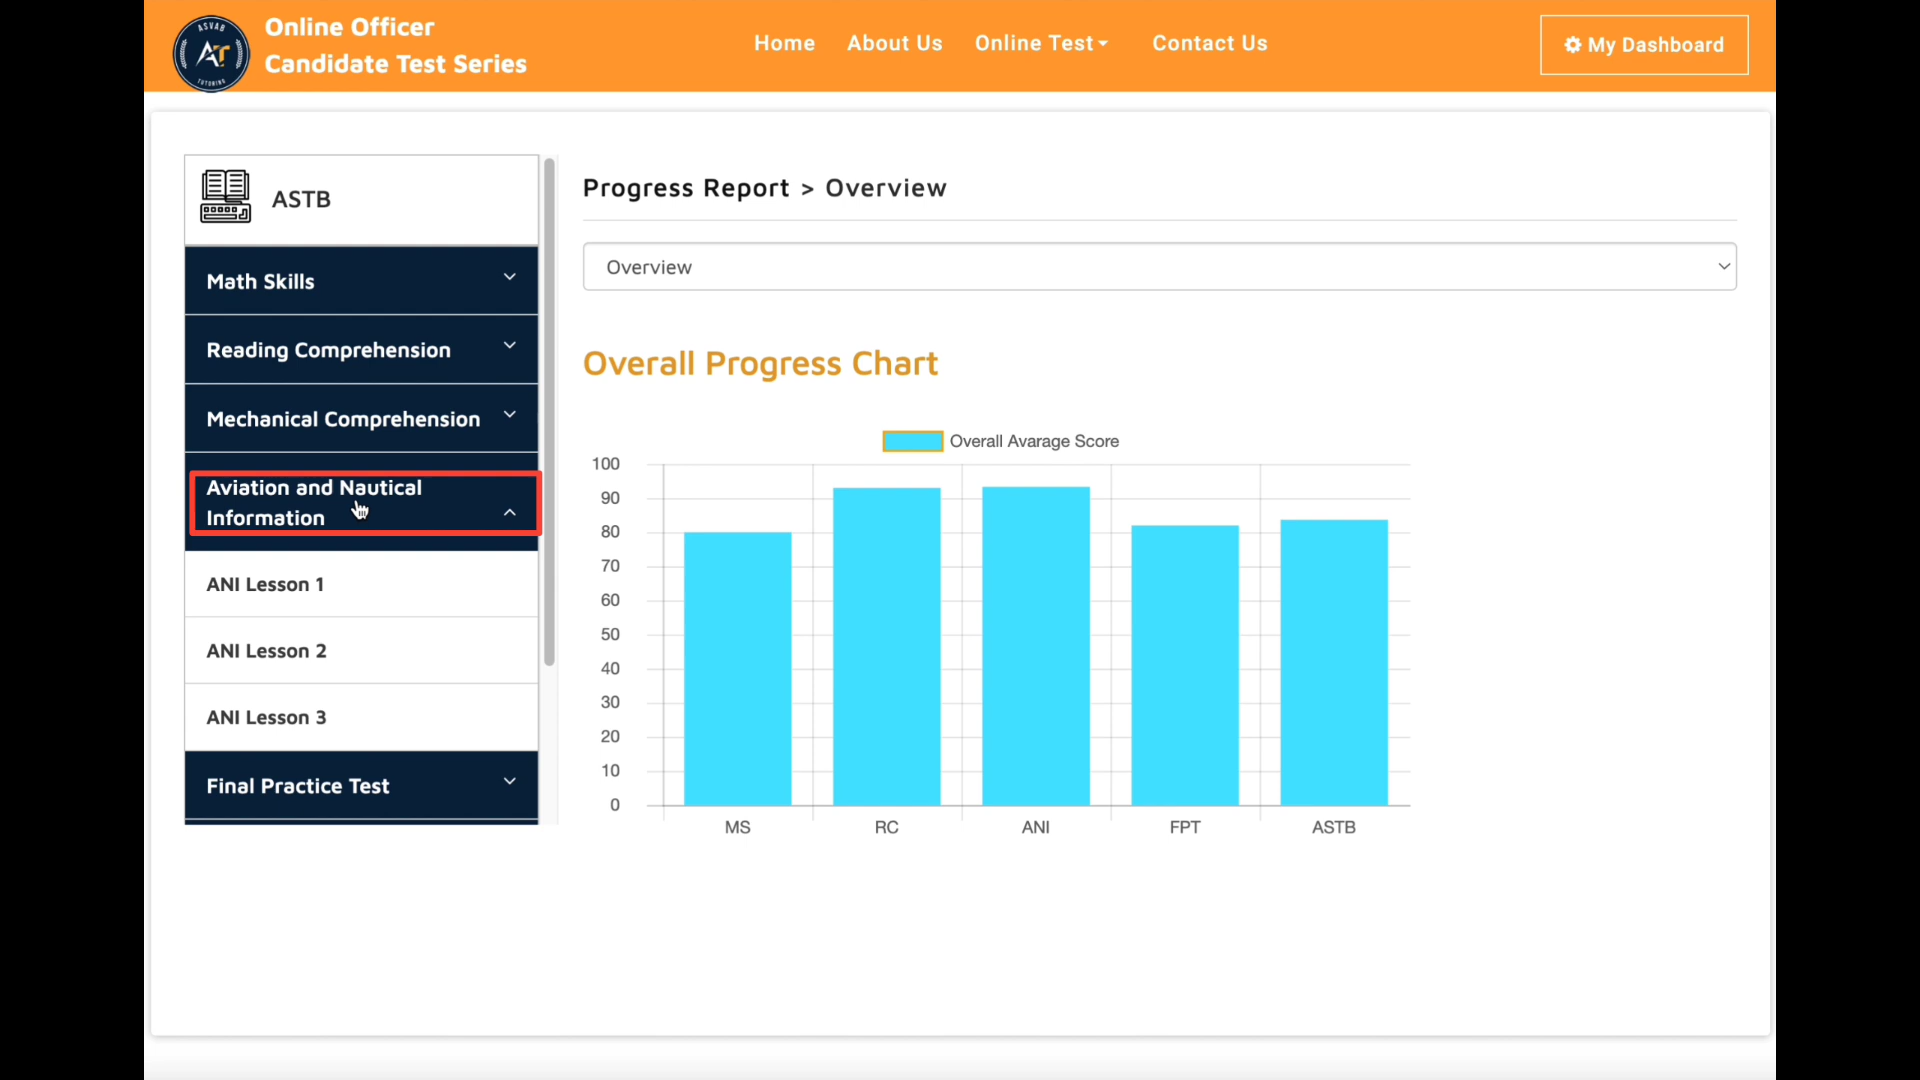 ASVAB
AT
TUTORING
Online Officer
Candidate Test Series
Home
About Us
Online Test
Contact Us
My Dashboard
ASTB
Math Skills
Reading Comprehension
Mechanical Comprehension
Aviation and Nautical
Information
ANI Lesson 1
ANI Lesson 2
ANI Lesson 3
Final Practice Test
Progress Report > Overview
Overview
Overall Progress Chart
Overall Avarage Score
100
90
80
70
60
50
40
30
20
10
0
MS
RC
ANI
FPT
ASTB